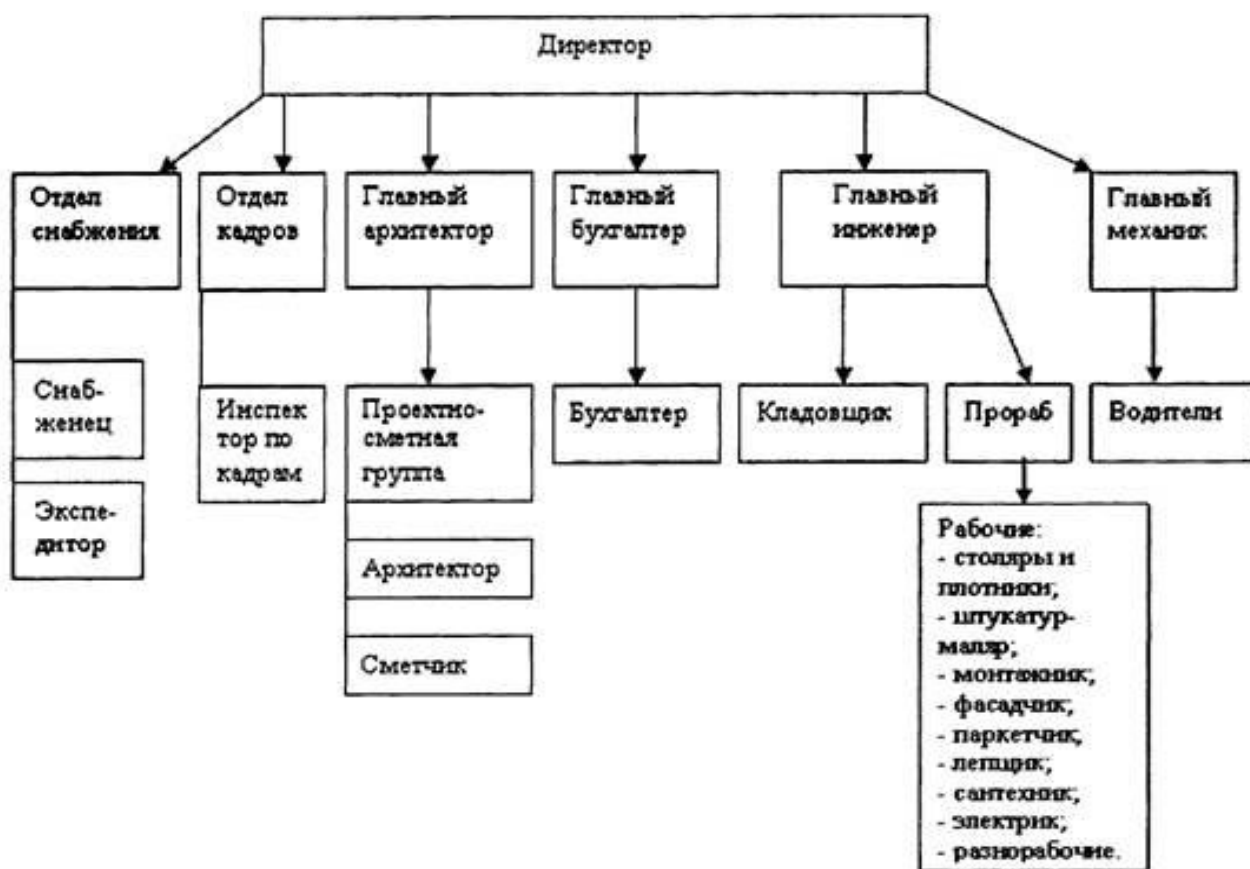 Директор
Отдел
снабжения
Отдел
кадров
Главный
архитектор
Главный
бухгалтер
Главный
инженер
Главный
механик
Снаб-
женец
Экспе-
дитор
Инспек
тор по
кадрам
Проектно-
сметная
группа
Архитектор
Сметчик
Бухгалтер
Кладовщик
Прораб
Водители
Рабочие:
- столяры и
плотники;
- штукатур-
маляр;
- монтажник;
- фасадчик;
- паркетчик;
- лепщик;
- сантехник;
- электрик;
- разнорабочие.